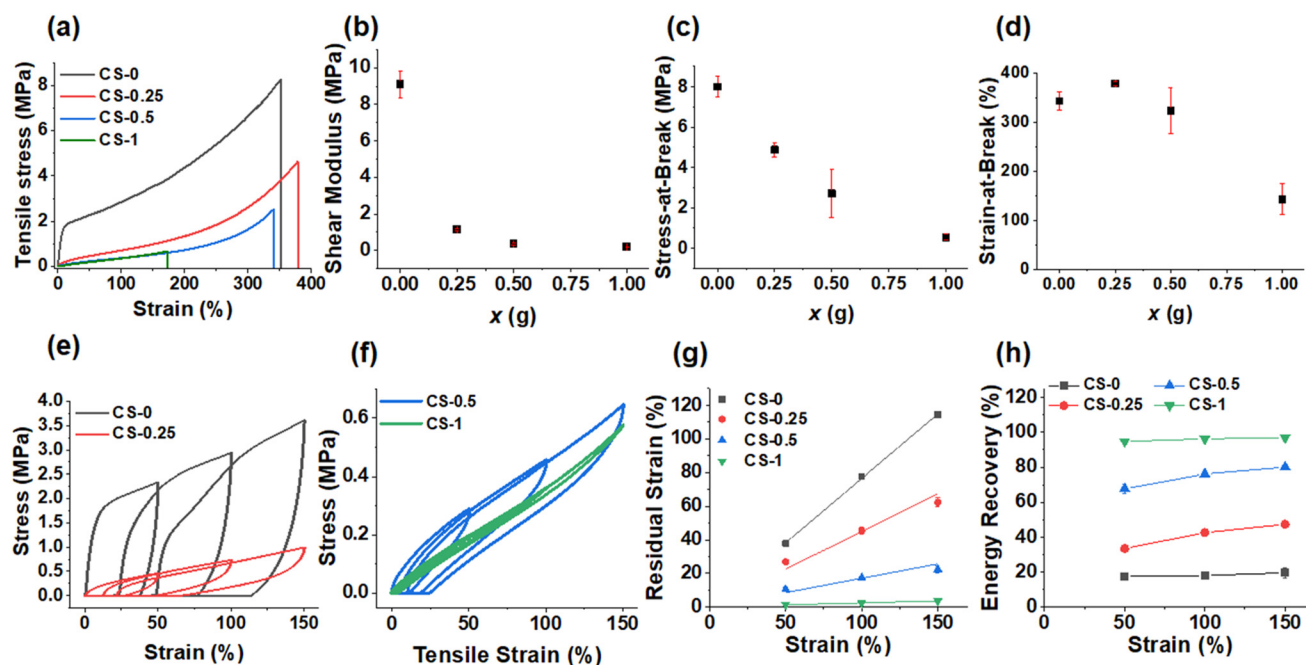 (a)
Tensile stress (MPa)
8
6
4
2
0
CS-0
CS-0.25
CS-0.5
CS-1
0
100
200
300
400
Strain (%)
(b)
Shear Modulus (MPa)
10
8
6
4
2
0
0.00
0.25
0.50
0.75
1.00
x (g)
(c)
Stress-at-Break (MPa)
8
6
4
2
0
0.00
0.25
0.50
0.75
1.00
x (g)
(d)
Strain-at-Break (%)
400
300
200
100
0
0.00
0.25
0.50
0.75
1.00
x (g)
(e)
Stress (MPa)
4.0
3.5
3.0
2.5
2.0
1.5
1.0
0.5
0.0
CS-0
CS-0.25
0
50
100
150
Strain (%)
(f)
Stress (MPa)
0.6
0.4
0.2
0.0
CS-0.5
CS-1
0
50
100
150
Tensile Strain (%)
(g)
Residual Strain (%)
120
100
80
60
40
20
0
CS-0
CS-0.25
CS-0.5
CS-1
0
50
100
150
Strain (%)
(h)
Energy Recovery (%)
120
100
80
60
40
20
0
CS-0
CS-0.25
CS-0.5
CS-1
0
50
100
150
Strain (%)